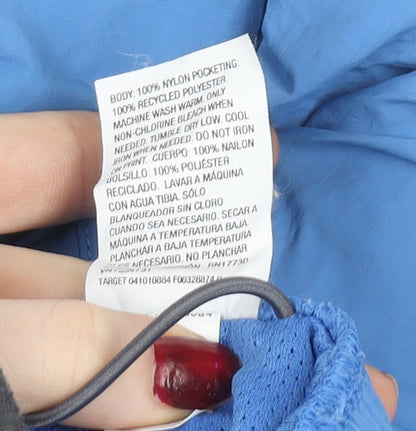 BODY: 100% NYLON POCKETING:
100% RECYCLED POLYESTER.
MACHINE WASH WARM. ONLY
NON-CHLORINE BLEACH WHEN
NEEDED. TUMBLE DRY LOW. COOL
IRON WHEN NEEDED. DO NOT IRON
ON PRINT. CUERPO: 100% NAILON
BOLSILLO: 100% POLIÉSTER
RECICLADO. LAVAR A MÁQUINA
CON AGUA TIBIA. SÓLO
BLANQUEADOR SIN CLORO
CUANDO SEA NECESARIO. SECAR A
MÁQUINA A TEMPERATURA BAJA.
PLANCHAR A BAJA TEMPERATURA
NECESARIO. NO PLANCHAR
RN17730
TARGET 041010884 F00328874